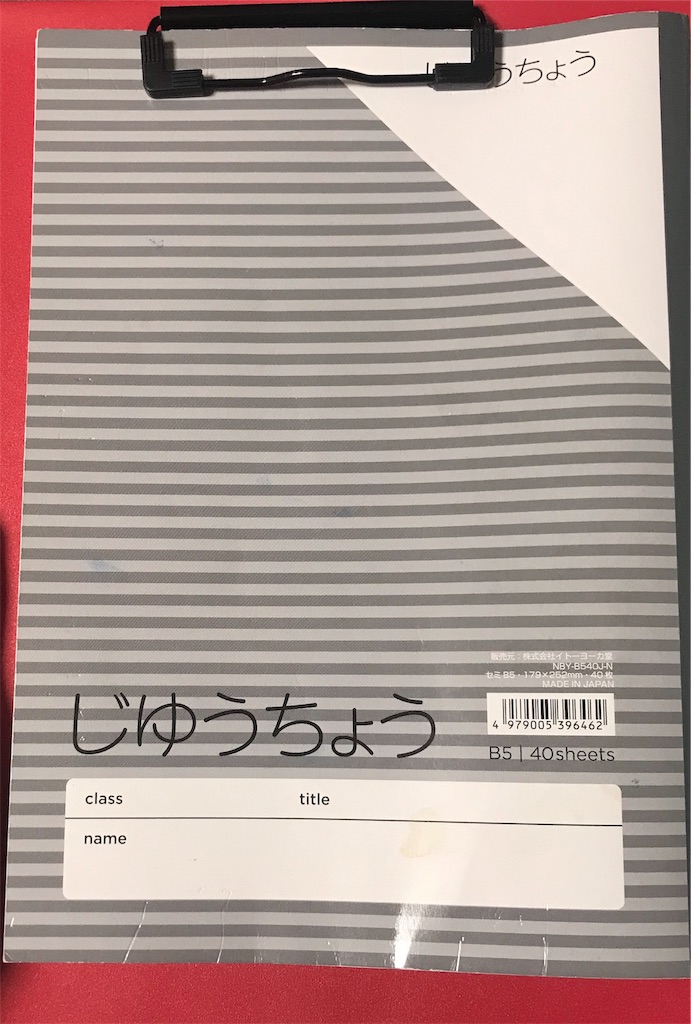 うちょう
販売元：株式会社イトーヨーカ堂
NBY-B540J-N
セミB5・179×252mm・40枚
MADE IN JAPAN
じゆうちょう
4 979005 396462
B5 | 40sheets
class title
name